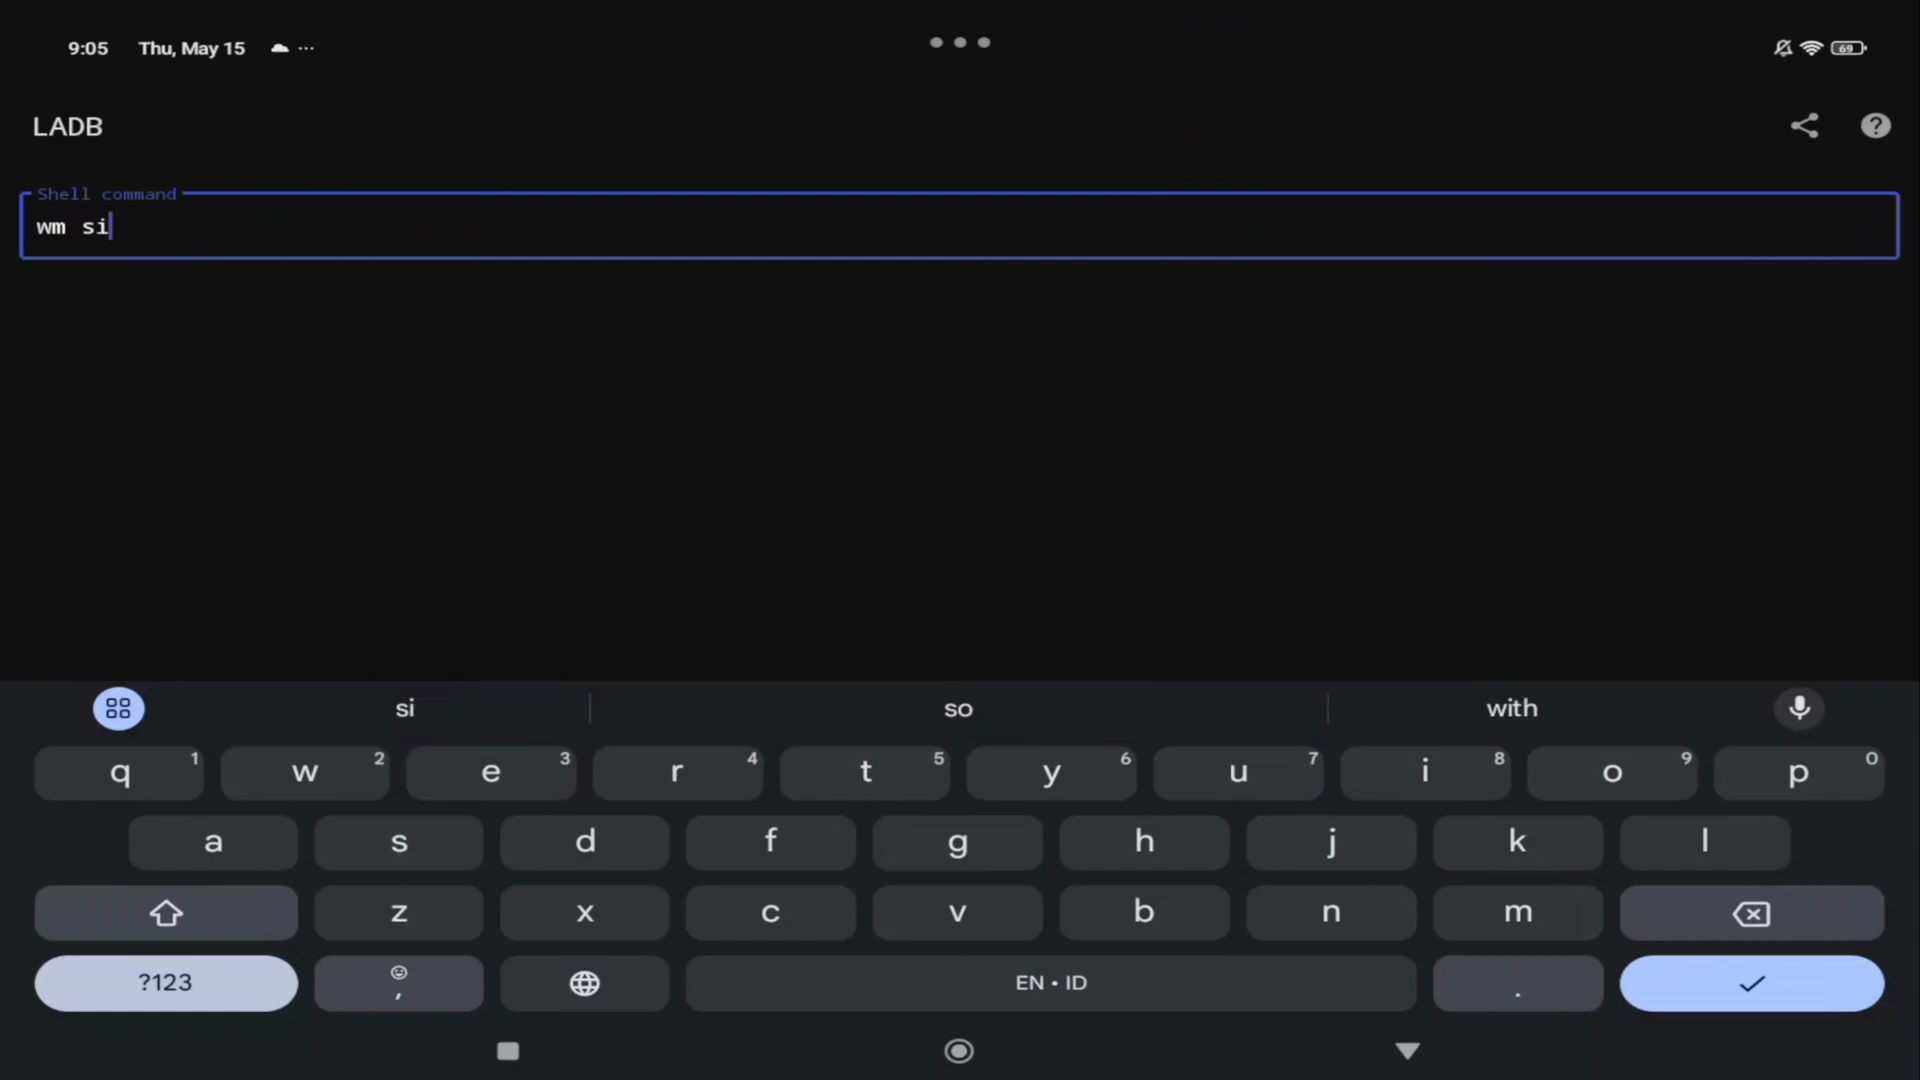 9:05 Thu, May 15 ... 69
LADB
Shell command
wm si
si so with
q 1 w 2 e 3 r 4 t 5 y 6 u 7 i 8 o 9 p 0
a s d f g h j k l
z x c v b n m
?123 , EN • ID .